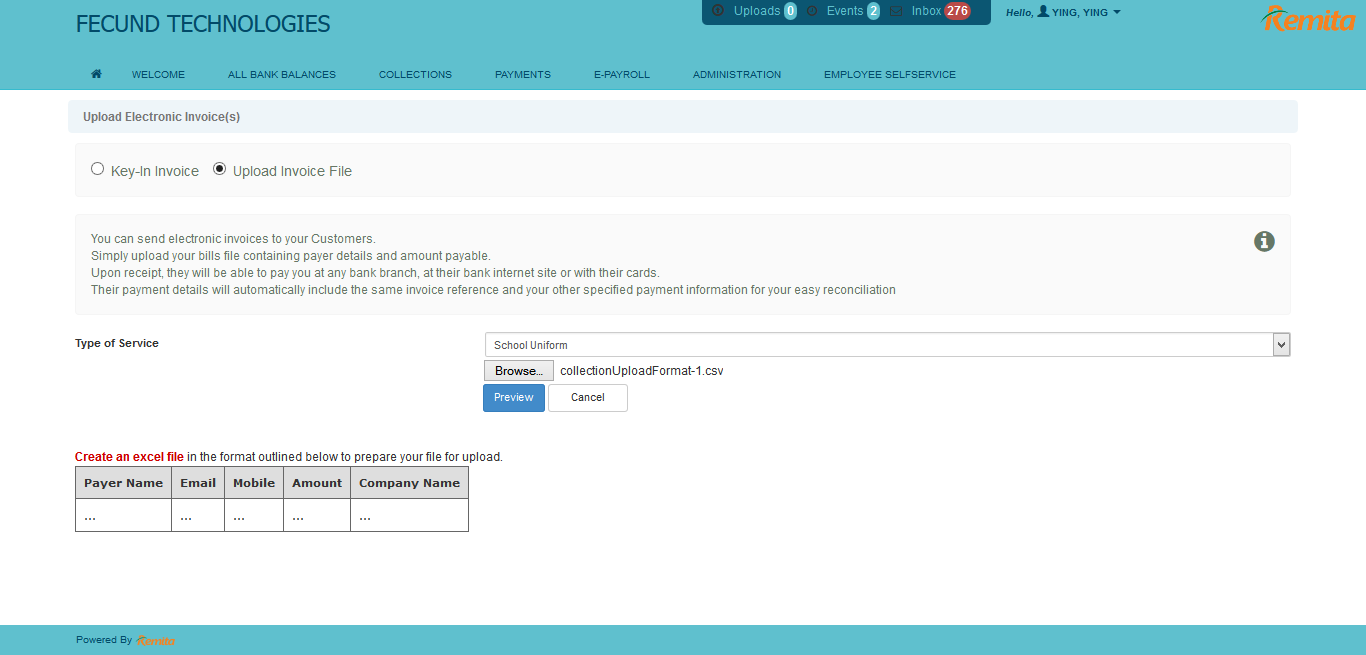 FECUND TECHNOLOGIES
Uploads 0 Events 2 Inbox 276
Hello, YING, YING
Remita
WELCOME ALL BANK BALANCES COLLECTIONS PAYMENTS E-PAYROLL ADMINISTRATION EMPLOYEE SELFSERVICE
Upload Electronic Invoice(s)
Key-In Invoice Upload Invoice File
You can send electronic invoices to your Customers.
Simply upload your bills file containing payer details and amount payable.
Upon receipt, they will be able to pay you at any bank branch, at their bank internet site or with their cards.
Their payment details will automatically include the same invoice reference and your other specified payment information for your easy reconciliation
Type of Service School Uniform
Browse... collectionUploadFormat-1.csv
Preview Cancel
Create an excel file in the format outlined below to prepare your file for upload.
Payer Name Email Mobile Amount Company Name
... ... ... ... ...
Powered By Remita